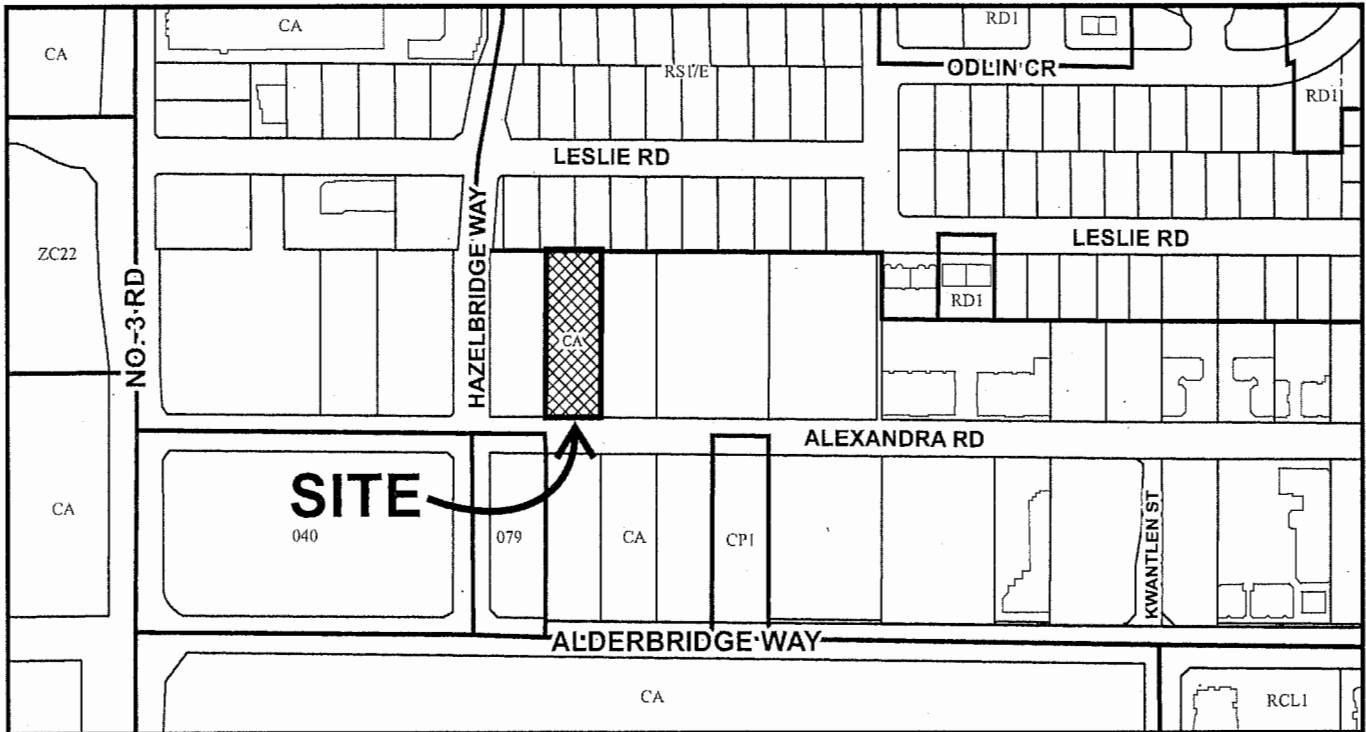 CA
CA
RD1
RS1/E
ODLIN CR
RD1
LESLIE RD
HAZELBRIDGE WAY
ZC22
NO. 3 RD
LESLIE RD
RD1
CA
ALEXANDRA RD
SITE
CA
040
079
CA
CP1
KWANTLEN ST
ALDERBRIDGE WAY
CA
RCL1